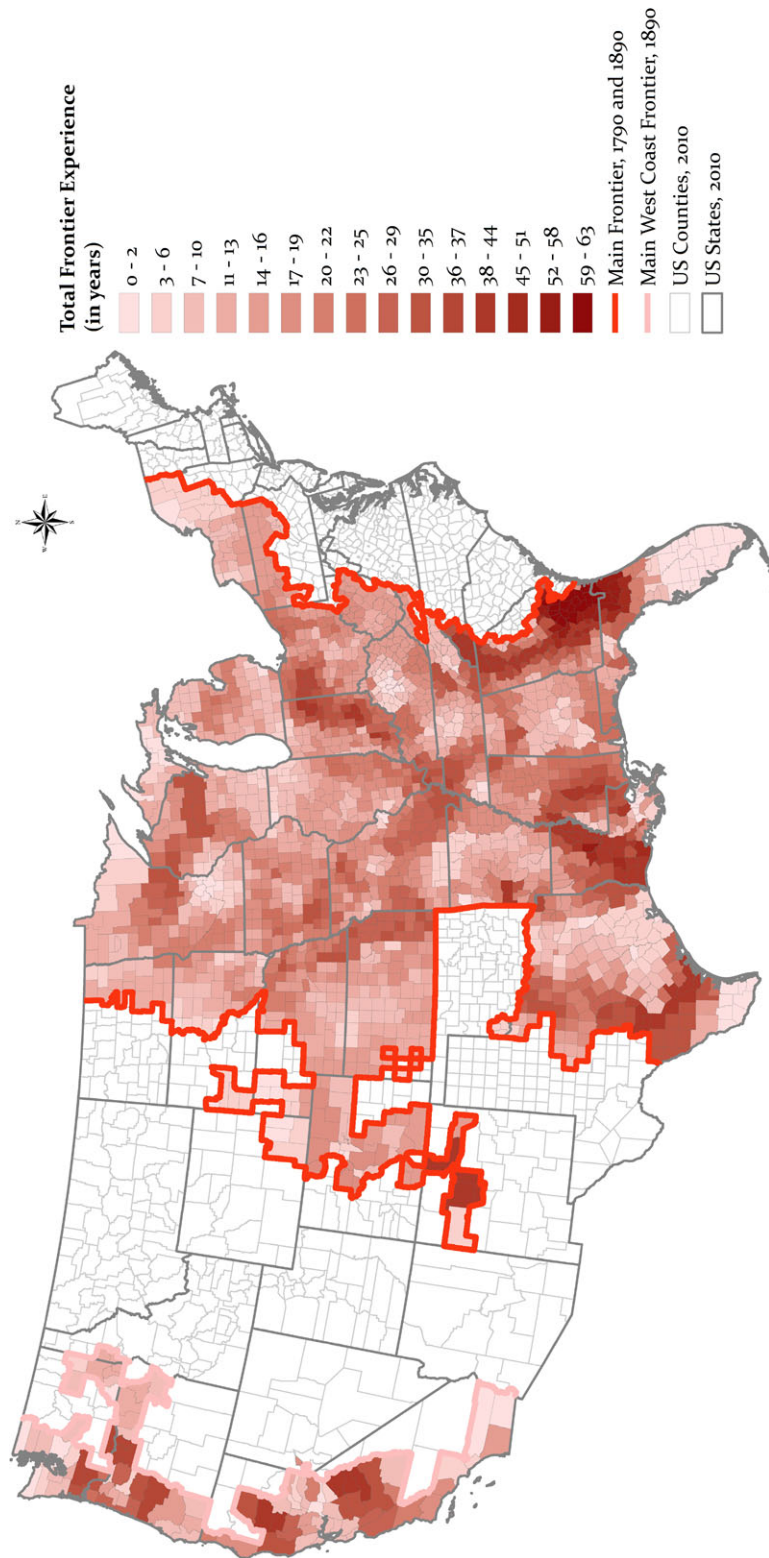 Total Frontier Experience
(in years)
0 - 2
3 - 6
7 - 10
11 - 13
14 - 16
17 - 19
20 - 22
23 - 25
26 - 29
30 - 35
36 - 37
38 - 44
45 - 51
52 - 58
59 - 63
Main Frontier, 1790 and 1890
Main West Coast Frontier, 1890
US Counties, 2010
US States, 2010
N
W
E
S